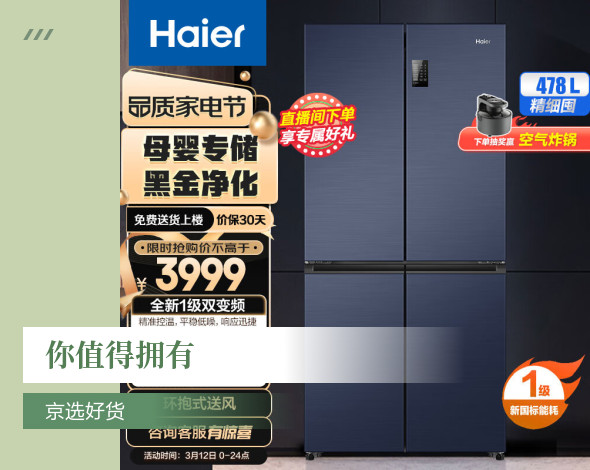 Haier
Haier
品质家电节
直播间下单
享专属好礼
478L
精细囤
下单抽奖赢 空气炸锅
母婴专储
黑金净化
免费送货上楼 价保30天
限时抢购价不高于
¥3999
全新1级双变频
精准控温，平稳低噪，响应迅捷
你值得拥有
京选好货
环抱式送风
咨询客服有惊喜
活动时间：3月12日 0-24点
1级
新国标能耗